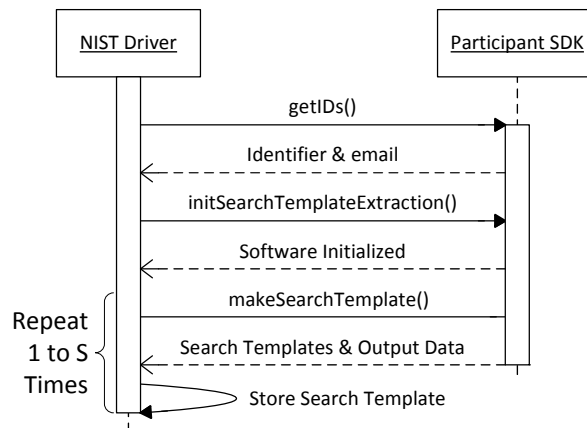 NIST Driver
Participant SDK
getIDs()
Identifier & email
initSearchTemplateExtraction()
Software Initialized
makeSearchTemplate()
Repeat
1 to S
Times
Search Templates & Output Data
Store Search Template